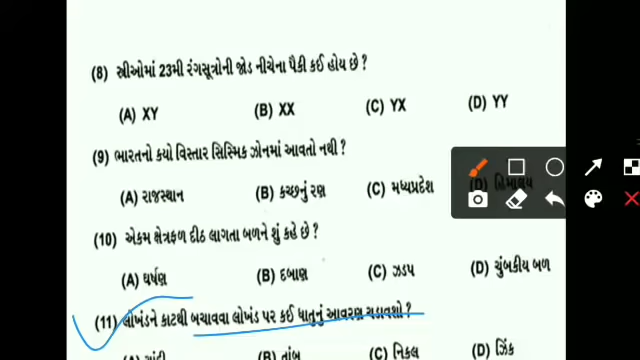 (8) સ્ત્રીઓમાં 23મી રંગસૂત્રોની જોડ નીચેના પૈકી કઈ હોય છે ?
(A) XY (B) XX (C) YX (D) YY
(9) ભારતનો કયો વિસ્તાર સિસ્મિક ઝોનમાં આવતો નથી ?
(A) રાજસ્થાન (B) કચ્છનું રણ (C) મધ્યપ્રદેશ (D) હિમાલય
(10) એકમ ક્ષેત્રફળ દીઠ લાગતા બળને શું કહે છે ?
(A) ઘર્ષણ (B) દબાણ (C) ઝડપ (D) ચુંબકીય બળ
(11) લોખંડને કાટથી બચાવવા લોખંડ પર કઈ ધાતુનું આવરણ ચડાવશો ?
(A) ચાંદી (B) તાંબુ (C) નિકલ (D) ઝિંક